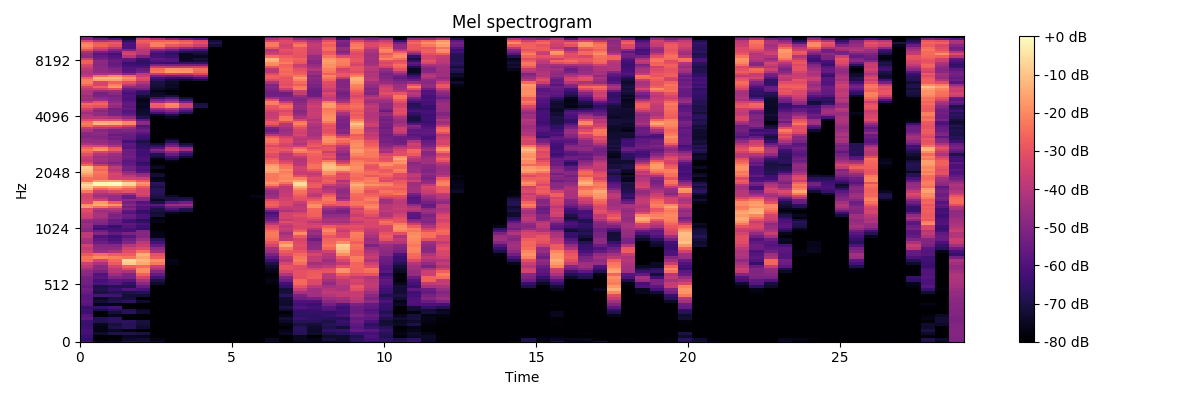 Mel spectrogram
Hz
8192
4096
2048
1024
512
0
0 5 10 15 20 25
Time
+0 dB
-10 dB
-20 dB
-30 dB
-40 dB
-50 dB
-60 dB
-70 dB
-80 dB